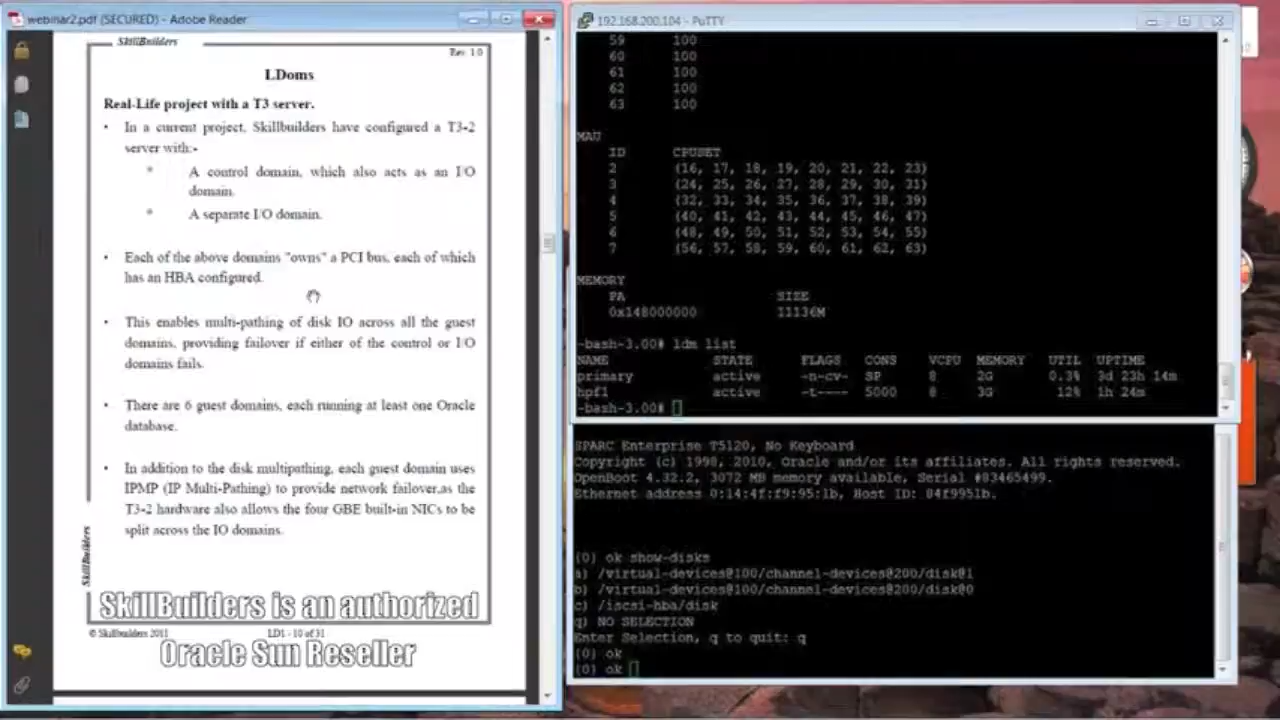 webinar2.pdf (SECURED) - Adobe Reader
SkillBuilders
Rev 1.0
LDoms
Real-Life project with a T3 server.
• In a current project, Skillbuilders have configured a T3-2
server with:-
* A control domain, which also acts as an I/O
domain.
* A separate I/O domain.
• Each of the above domains "owns" a PCI bus, each of which
has an HBA configured.
• This enables multi-pathing of disk IO across all the guest
domains, providing failover if either of the control or I/O
domains fails.
• There are 6 guest domains, each running at least one Oracle
database.
• In addition to the disk multipathing, each guest domain uses
IPMP (IP Multi-Pathing) to provide network failover,as the
T3-2 hardware also allows the four GBE built-in NICs to be
split across the IO domains.
SkillBuilders
SkillBuilders is an authorized
© Skillbuilders 2011
LD1 - 10 of 31
Oracle Sun Reseller
192.168.200.104 - PuTTY
59 100
60 100
61 100
62 100
63 100
MAU
ID CPUSET
2 (16, 17, 18, 19, 20, 21, 22, 23)
3 (24, 25, 26, 27, 28, 29, 30, 31)
4 (32, 33, 34, 35, 36, 37, 38, 39)
5 (40, 41, 42, 43, 44, 45, 46, 47)
6 (48, 49, 50, 51, 52, 53, 54, 55)
7 (56, 57, 58, 59, 60, 61, 62, 63)
MEMORY
PA SIZE
0x148000000 11136M
-bash-3.00# ldm list
NAME STATE FLAGS CONS VCPU MEMORY UTIL UPTIME
primary active -n-cv- SP 8 2G 0.3% 3d 23h 14m
hpf1 active -t---- 5000 8 3G 12% 1h 24m
-bash-3.00#
SPARC Enterprise T5120, No Keyboard
Copyright (c) 1998, 2010, Oracle and/or its affiliates. All rights reserved.
OpenBoot 4.32.2, 3072 MB memory available, Serial #83465499.
Ethernet address 0:14:4f:f9:95:1b, Host ID: 84f9951b.
{0} ok show-disks
a) /virtual-devices@100/channel-devices@200/disk@1
b) /virtual-devices@100/channel-devices@200/disk@0
c) /iscsi-hba/disk
q) NO SELECTION
Enter Selection, q to quit: q
{0} ok
{0} ok